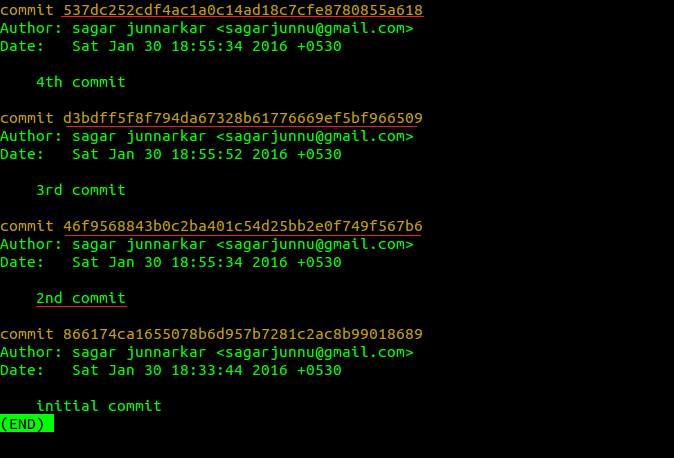 commit 537dc252cdf4ac1a0c14ad18c7cfe8780855a618
Author: sagar junnarkar <sagarjunnu@gmail.com>
Date:   Sat Jan 30 18:55:34 2016 +0530
    4th commit
commit d3bdff5f8f794da67328b61776669ef5bf966509
Author: sagar junnarkar <sagarjunnu@gmail.com>
Date:   Sat Jan 30 18:55:52 2016 +0530
    3rd commit
commit 46f9568843b0c2ba401c54d25bb2e0f749f567b6
Author: sagar junnarkar <sagarjunnu@gmail.com>
Date:   Sat Jan 30 18:55:34 2016 +0530
    2nd commit
commit 866174ca1655078b6d957b7281c2ac8b99018689
Author: sagar junnarkar <sagarjunnu@gmail.com>
Date:   Sat Jan 30 18:33:44 2016 +0530
    initial commit
(END)